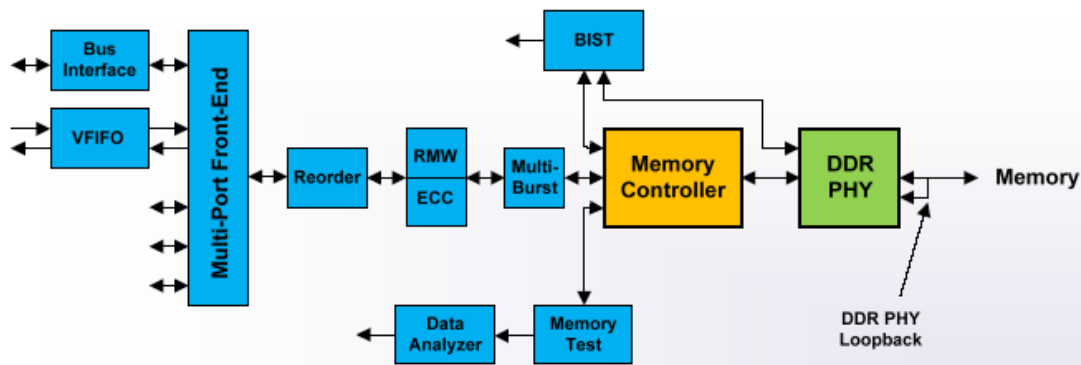 Bus
Interface
VFIFO
Multi-Port Front-End
Reorder
RMW
ECC
Multi-
Burst
BIST
Memory
Controller
DDR
PHY
Memory
Data
Analyzer
Memory
Test
DDR PHY
Loopback